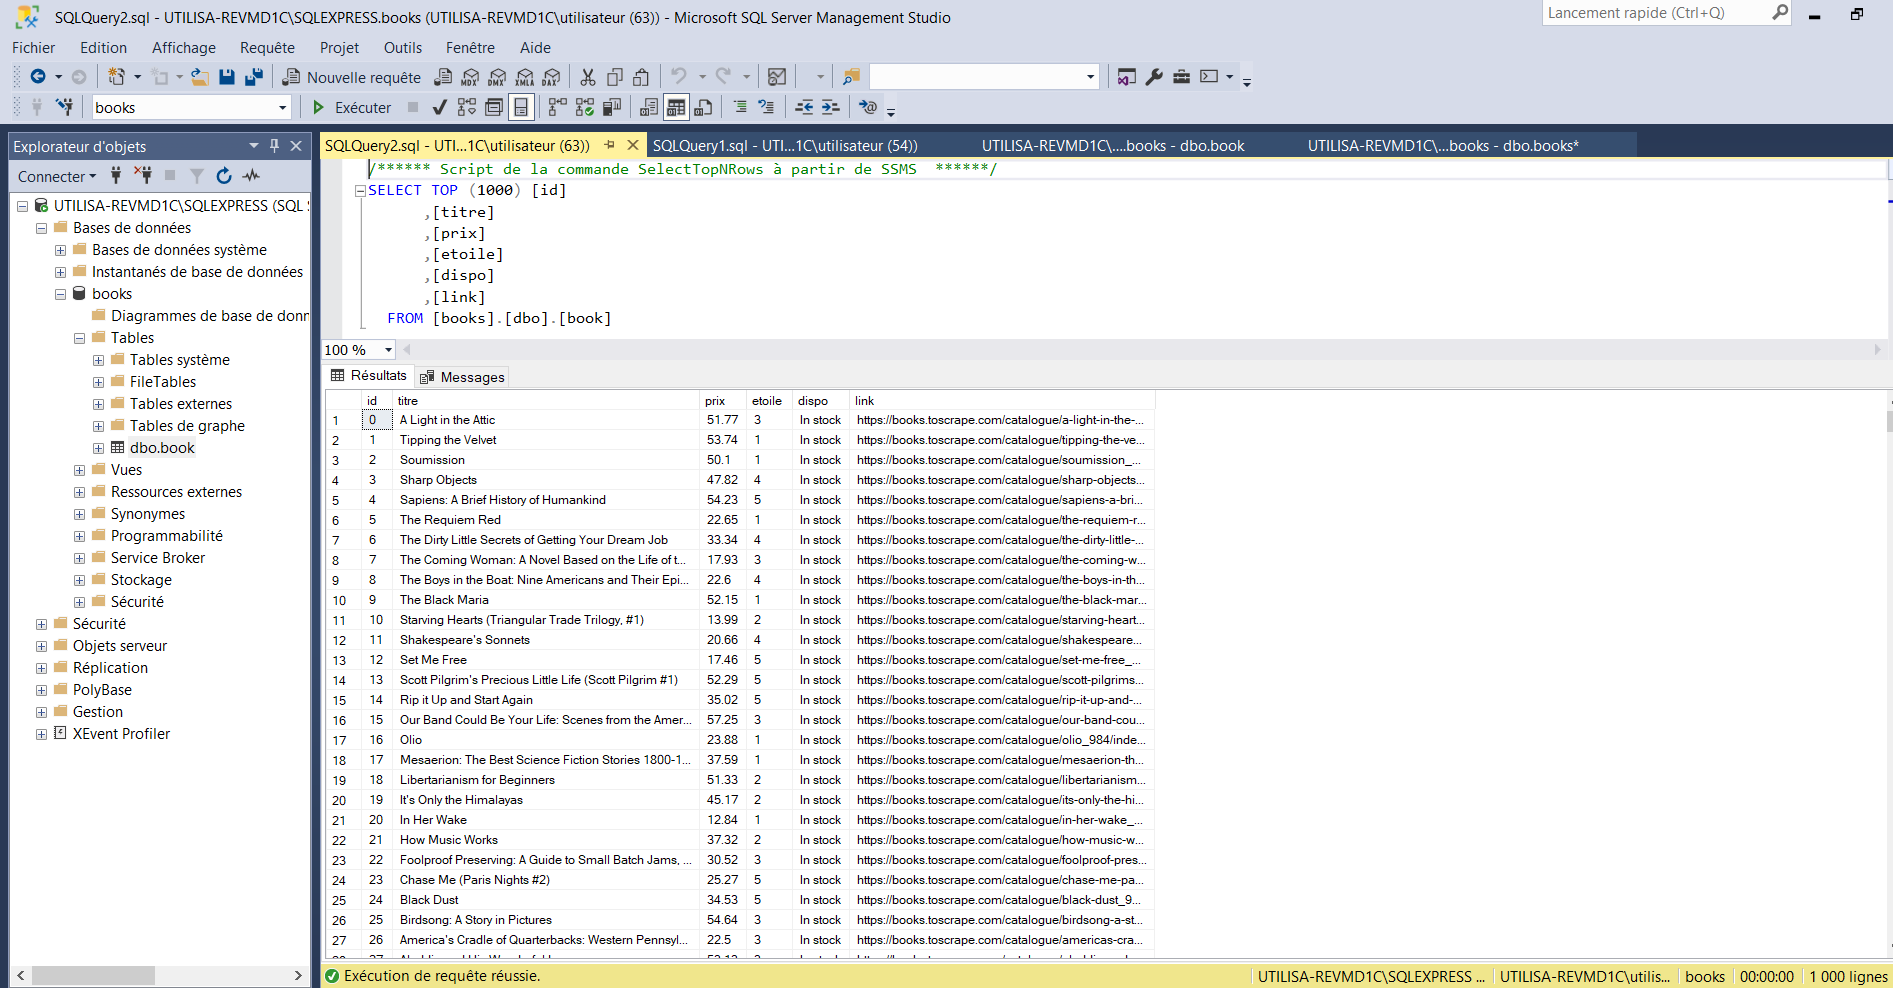 SQLQuery2.sql - UTILISA-REVMD1C\SQLEXPRESS.books (UTILISA-REVMD1C\utilisateur (63)) - Microsoft SQL Server Management Studio
Lancement rapide (Ctrl+Q)
Fichier Edition Affichage Requête Projet Outils Fenêtre Aide
Nouvelle requête MDX DMX XMLA DAX
books Exécuter
Explorateur d'objets
Connecter
UTILISA-REVMD1C\SQLEXPRESS (SQL
Bases de données
Bases de données système
Instantanés de base de données
books
Diagrammes de base de donn
Tables
Tables système
FileTables
Tables externes
Tables de graphe
dbo.book
Vues
Ressources externes
Synonymes
Programmabilité
Service Broker
Stockage
Sécurité
Sécurité
Objets serveur
Réplication
PolyBase
Gestion
XEvent Profiler
SQLQuery2.sql - UTI...1C\utilisateur (63)) SQLQuery1.sql - UTI...1C\utilisateur (54)) UTILISA-REVMD1C\....books - dbo.book UTILISA-REVMD1C\...books - dbo.books*
/****** Script de la commande SelectTopNRows à partir de SSMS ******/
SELECT TOP (1000) [id]
,[titre]
,[prix]
,[etoile]
,[dispo]
,[link]
FROM [books].[dbo].[book]
100 %
Résultats Messages
id titre prix etoile dispo link
1 0 A Light in the Attic 51.77 3 In stock https://books.toscrape.com/catalogue/a-light-in-the-...
2 1 Tipping the Velvet 53.74 1 In stock https://books.toscrape.com/catalogue/tipping-the-ve...
3 2 Soumission 50.1 1 In stock https://books.toscrape.com/catalogue/soumission_...
4 3 Sharp Objects 47.82 4 In stock https://books.toscrape.com/catalogue/sharp-objects...
5 4 Sapiens: A Brief History of Humankind 54.23 5 In stock https://books.toscrape.com/catalogue/sapiens-a-bri...
6 5 The Requiem Red 22.65 1 In stock https://books.toscrape.com/catalogue/the-requiem-r...
7 6 The Dirty Little Secrets of Getting Your Dream Job 33.34 4 In stock https://books.toscrape.com/catalogue/the-dirty-little-...
8 7 The Coming Woman: A Novel Based on the Life of t... 17.93 3 In stock https://books.toscrape.com/catalogue/the-coming-w...
9 8 The Boys in the Boat: Nine Americans and Their Epi... 22.6 4 In stock https://books.toscrape.com/catalogue/the-boys-in-th...
10 9 The Black Maria 52.15 1 In stock https://books.toscrape.com/catalogue/the-black-mar...
11 10 Starving Hearts (Triangular Trade Trilogy, #1) 13.99 2 In stock https://books.toscrape.com/catalogue/starving-heart...
12 11 Shakespeare's Sonnets 20.66 4 In stock https://books.toscrape.com/catalogue/shakespeare...
13 12 Set Me Free 17.46 5 In stock https://books.toscrape.com/catalogue/set-me-free_...
14 13 Scott Pilgrim's Precious Little Life (Scott Pilgrim #1) 52.29 5 In stock https://books.toscrape.com/catalogue/scott-pilgrims...
15 14 Rip it Up and Start Again 35.02 5 In stock https://books.toscrape.com/catalogue/rip-it-up-and-...
16 15 Our Band Could Be Your Life: Scenes from the Amer... 57.25 3 In stock https://books.toscrape.com/catalogue/our-band-cou...
17 16 Olio 23.88 1 In stock https://books.toscrape.com/catalogue/olio_984/inde...
18 17 Mesaerion: The Best Science Fiction Stories 1800-1... 37.59 1 In stock https://books.toscrape.com/catalogue/mesaerion-th...
19 18 Libertarianism for Beginners 51.33 2 In stock https://books.toscrape.com/catalogue/libertarianism...
20 19 It's Only the Himalayas 45.17 2 In stock https://books.toscrape.com/catalogue/its-only-the-hi...
21 20 In Her Wake 12.84 1 In stock https://books.toscrape.com/catalogue/in-her-wake_...
22 21 How Music Works 37.32 2 In stock https://books.toscrape.com/catalogue/how-music-w...
23 22 Foolproof Preserving: A Guide to Small Batch Jams, ... 30.52 3 In stock https://books.toscrape.com/catalogue/foolproof-pres...
24 23 Chase Me (Paris Nights #2) 25.27 5 In stock https://books.toscrape.com/catalogue/chase-me-pa...
25 24 Black Dust 34.53 5 In stock https://books.toscrape.com/catalogue/black-dust_9...
26 25 Birdsong: A Story in Pictures 54.64 3 In stock https://books.toscrape.com/catalogue/birdsong-a-st...
27 26 America's Cradle of Quarterbacks: Western Pennsyl... 22.5 3 In stock https://books.toscrape.com/catalogue/americas-cra...
Exécution de requête réussie. UTILISA-REVMD1C\SQLEXPRESS ... UTILISA-REVMD1C\utilis... books 00:00:00 1 000 lignes